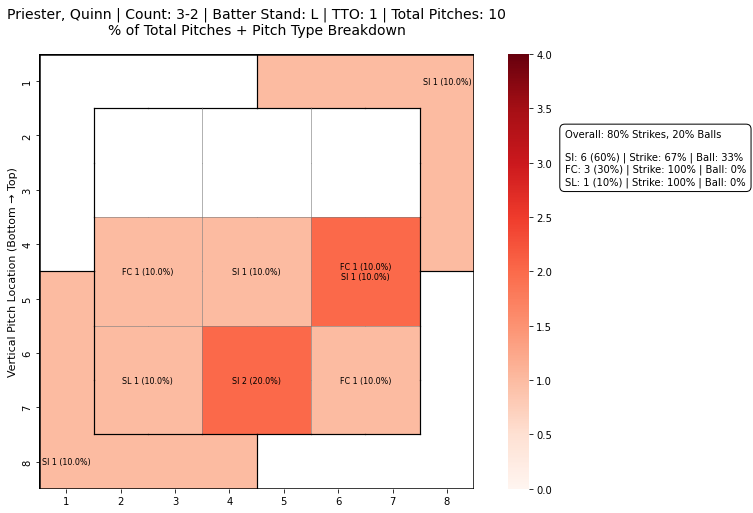 Priester, Quinn | Count: 3-2 | Batter Stand: L | TTO: 1 | Total Pitches: 10
% of Total Pitches + Pitch Type Breakdown
Vertical Pitch Location (Bottom → Top)
1
2
3
4
5
6
7
8
SI 1 (10.0%)
FC 1 (10.0%)
SI 1 (10.0%)
FC 1 (10.0%)
SI 1 (10.0%)
SL 1 (10.0%)
SI 2 (20.0%)
FC 1 (10.0%)
SI 1 (10.0%)
1 2 3 4 5 6 7 8
4.0
3.5
3.0
2.5
2.0
1.5
1.0
0.5
0.0
Overall: 80% Strikes, 20% Balls
SI: 6 (60%) | Strike: 67% | Ball: 33%
FC: 3 (30%) | Strike: 100% | Ball: 0%
SL: 1 (10%) | Strike: 100% | Ball: 0%